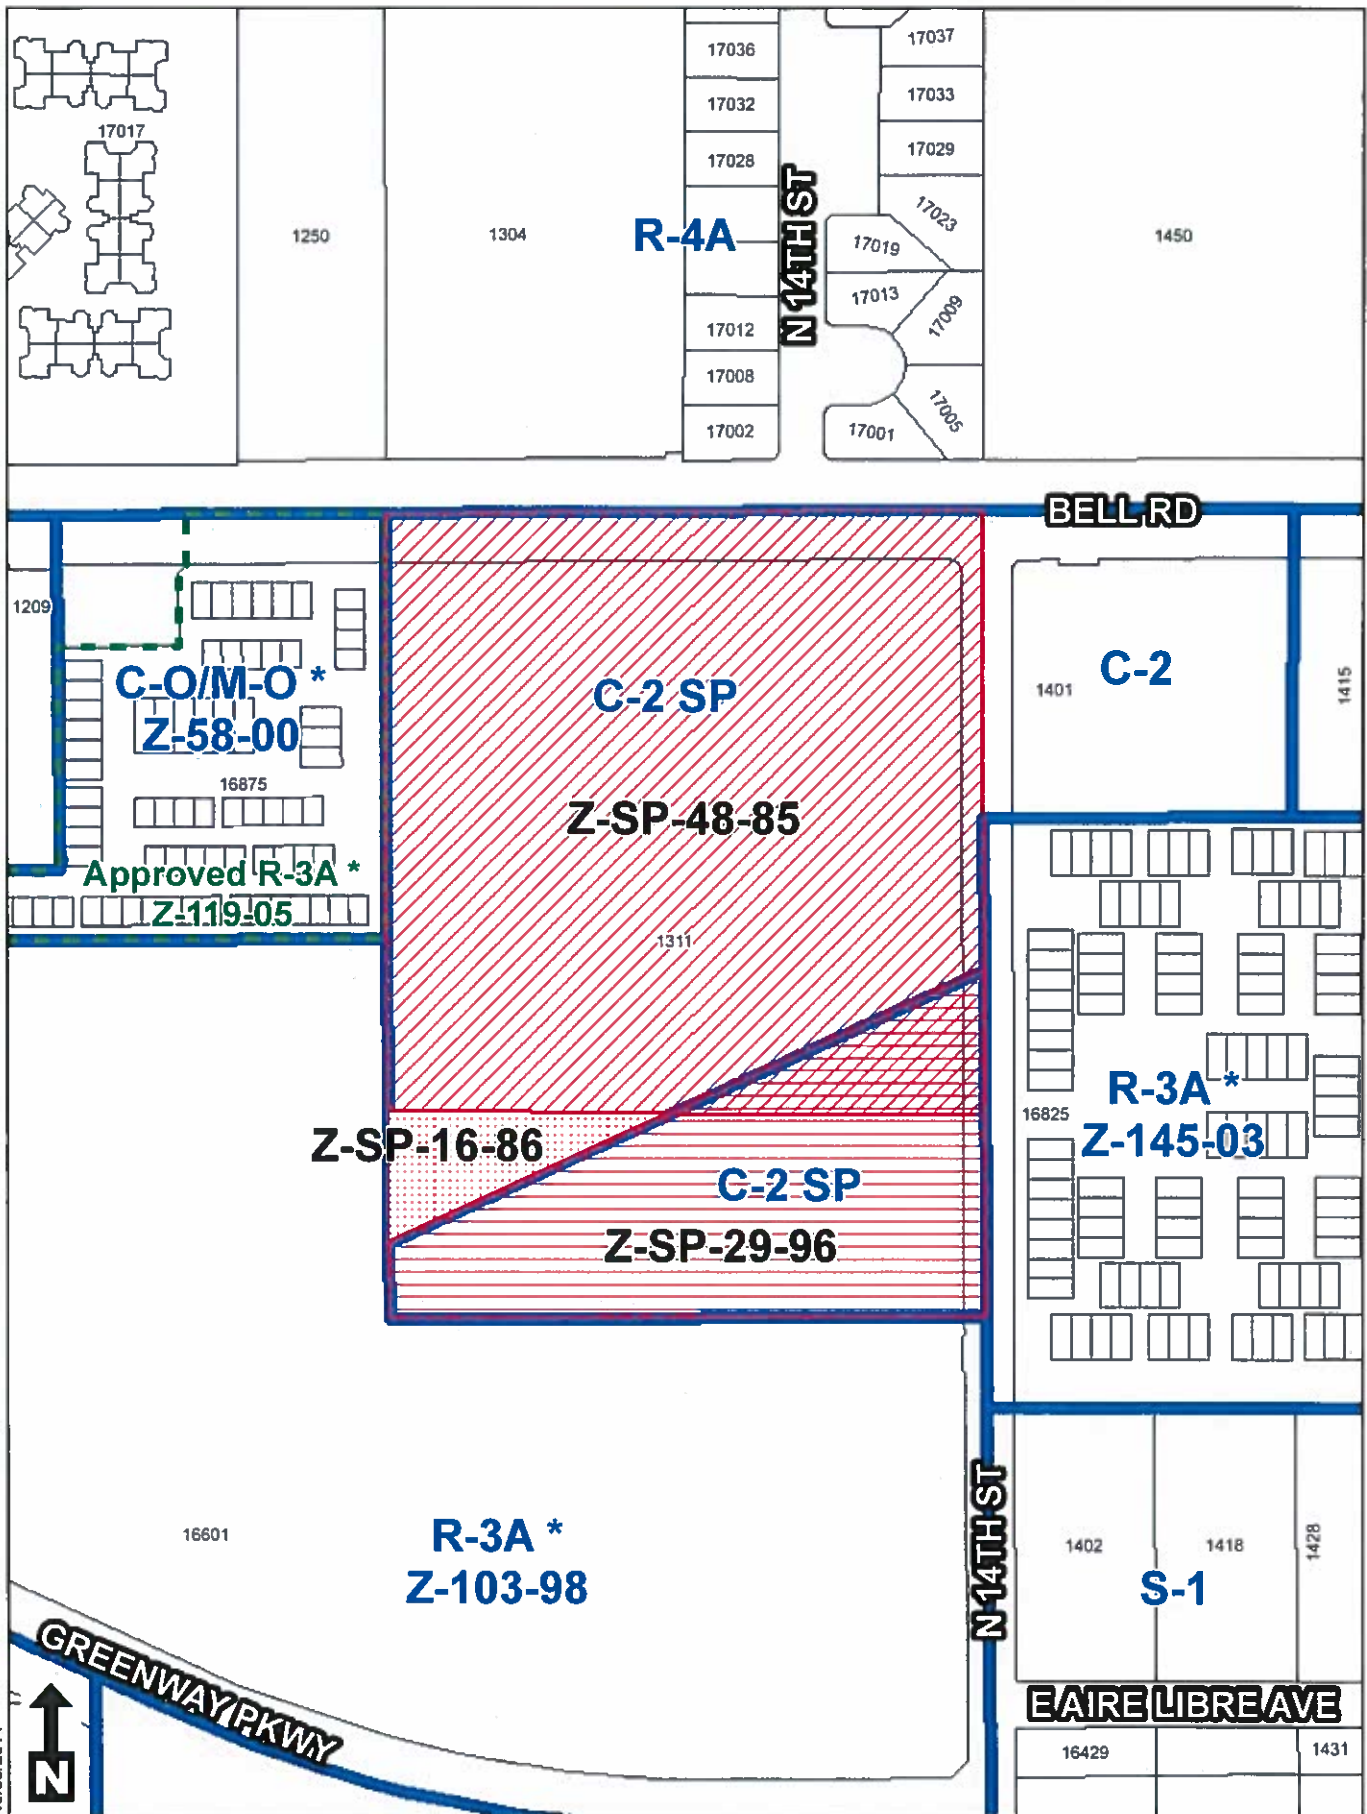 17036
17037
17032
17033
17017
17028
17029
17023
1250
1304
R-4A
N 14TH ST
17019
1450
17013
17009
17012
17008
17005
17002
17001
BELL RD
1209
C-O/M-O *
Z-58-00
C-2 SP
C-2
1401
1415
16875
Z-SP-48-85
Approved R-3A *
Z-119-05
1311
R-3A *
16825
Z-145-03
Z-SP-16-86
C-2 SP
Z-SP-29-96
16601
R-3A *
Z-103-98
N 14TH ST
1402
1418
1428
S-1
GREENWAY PKWY
E AIRE LIBRE AVE
N
16429
1431